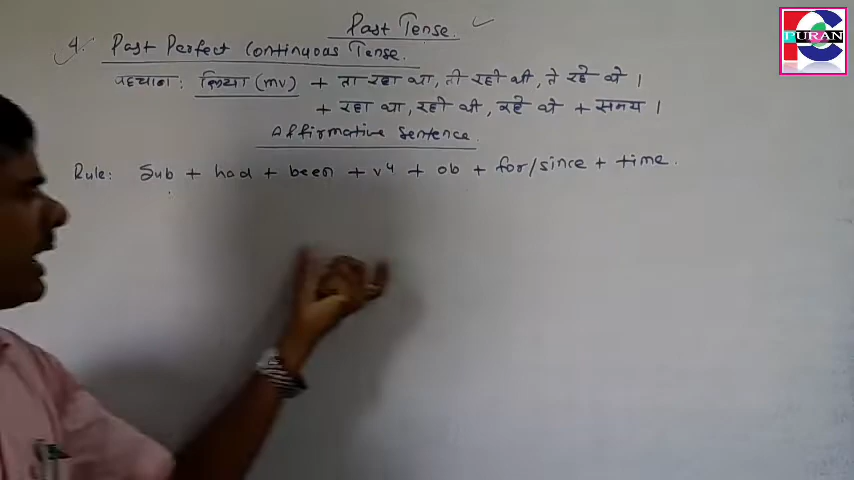 Past Tense.
4. Past Perfect Continuous Tense.
पहचान: क्रिया (mv) + ता रहा था, ती रही थी, ते रहे थे।
+ रहा था, रही थी, रहे थे + समय।
Affirmative Sentence.
Rule: Sub + had + been + v4 + ob + for/since + time.
PURAN